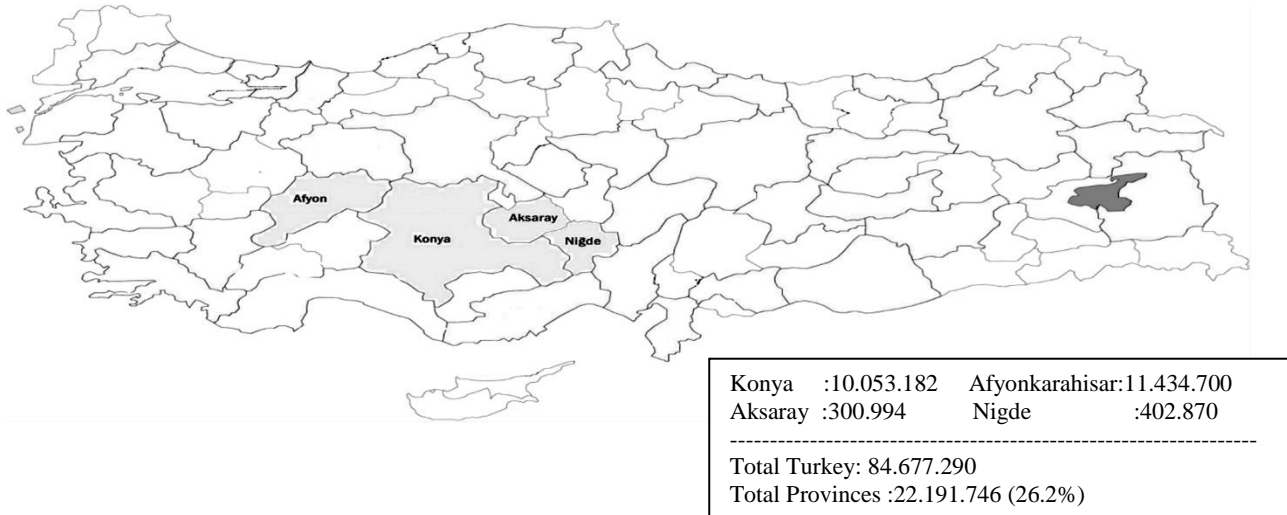 Afyon
Aksaray
Konya
Niğde
Konya :10.053.182 Afyonkarahisar:11.434.700
Aksaray :300.994 Nigde :402.870
-----------------------------------------------------------------
Total Turkey: 84.677.290
Total Provinces :22.191.746 (26.2%)